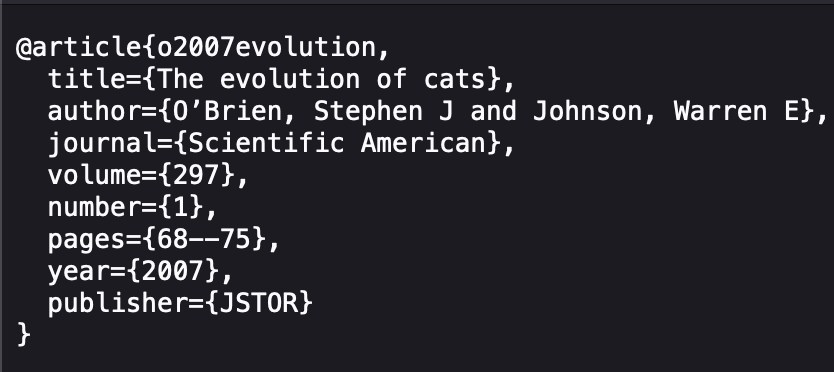 @article{o2007evolution,
  title={The evolution of cats},
  author={O’Brien, Stephen J and Johnson, Warren E},
  journal={Scientific American},
  volume={297},
  number={1},
  pages={68--75},
  year={2007},
  publisher={JSTOR}
}